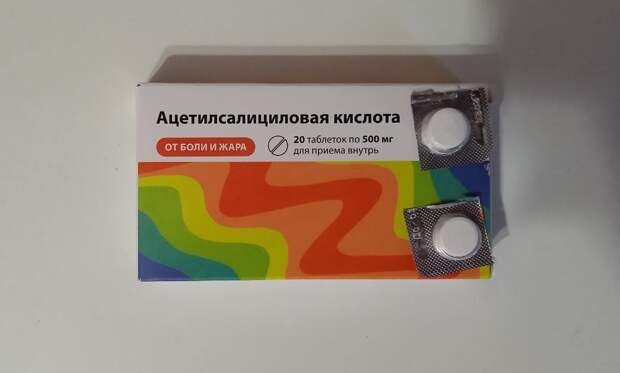 Ацетилсалициловая кислота
ОТ БОЛИ И ЖАРА
20 таблеток по 500 мг
для приема внутрь